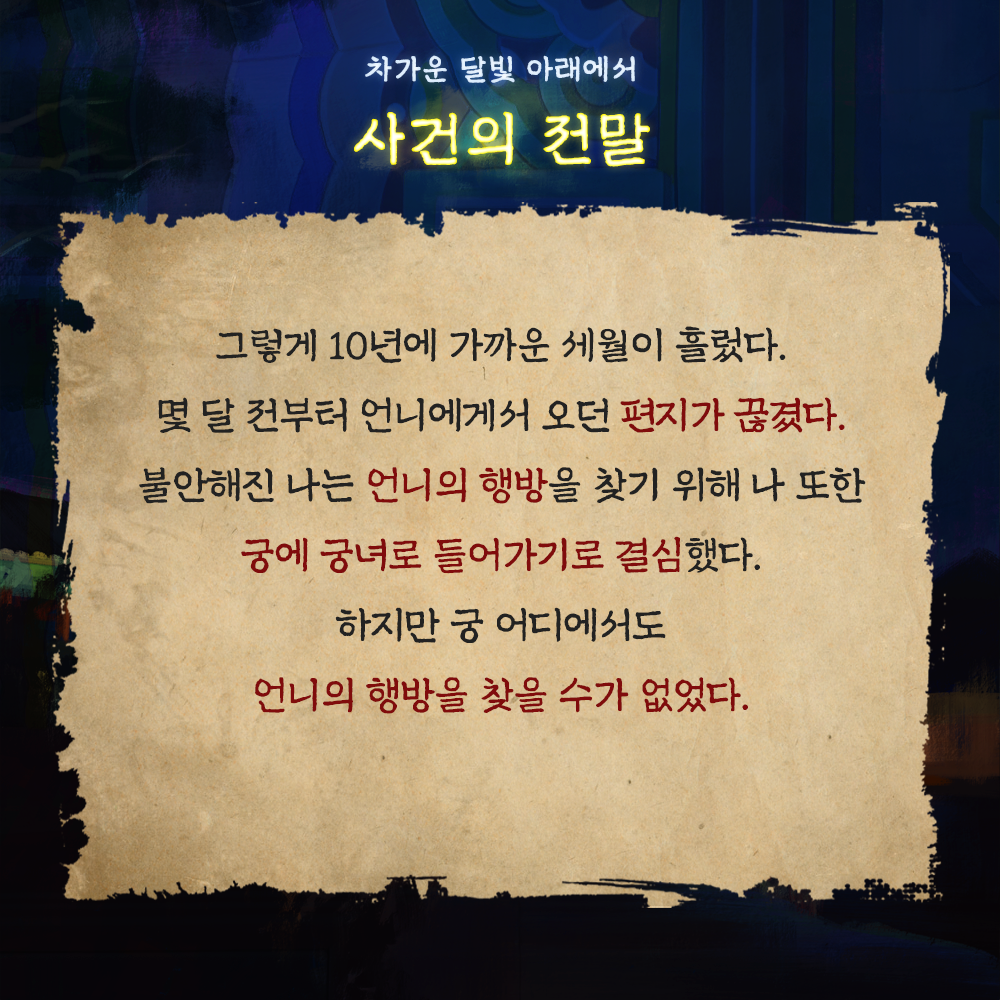 차가운 달빛 아래에서
사건의 전말
그렇게 10년에 가까운 세월이 흘렀다.
몇 달 전부터 언니에게서 오던 편지가 끊겼다.
불안해진 나는 언니의 행방을 찾기 위해 나 또한
궁에 궁녀로 들어가기로 결심했다.
하지만 궁 어디에서도
언니의 행방을 찾을 수가 없었다.